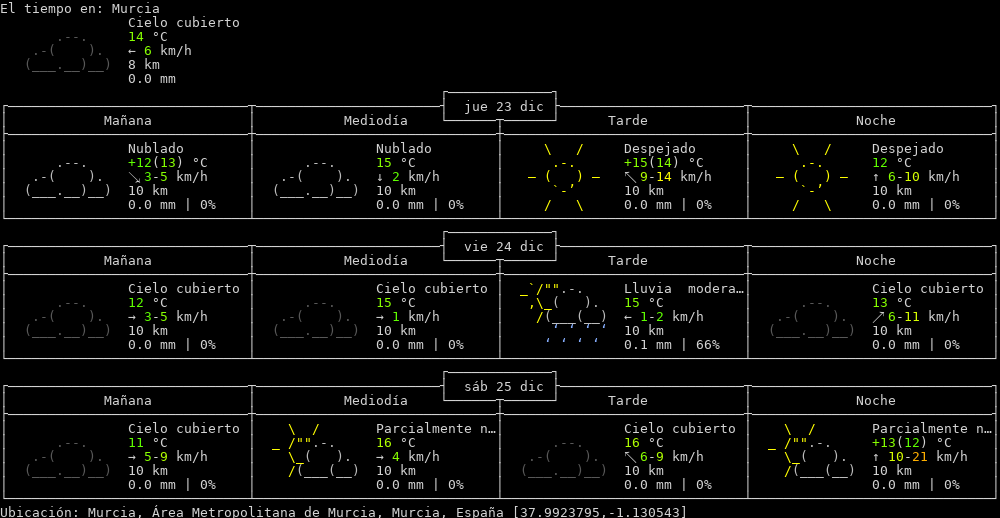 El tiempo en: Murcia
Cielo cubierto
14 °C
← 6 km/h
8 km
0.0 mm
jue 23 dic
Mañana Mediodía Tarde Noche
Nublado Nublado Despejado Despejado
+12(13) °C 15 °C +15(14) °C 12 °C
↘ 3-5 km/h ↓ 2 km/h ↖ 9-14 km/h ↑ 6-10 km/h
10 km 10 km 10 km 10 km
0.0 mm | 0% 0.0 mm | 0% 0.0 mm | 0% 0.0 mm | 0%
vie 24 dic
Mañana Mediodía Tarde Noche
Cielo cubierto Cielo cubierto Lluvia modera… Cielo cubierto
12 °C 15 °C 15 °C 13 °C
→ 3-5 km/h → 1 km/h ← 1-2 km/h ↗ 6-11 km/h
10 km 10 km 10 km 10 km
0.0 mm | 0% 0.0 mm | 0% 0.1 mm | 66% 0.0 mm | 0%
sáb 25 dic
Mañana Mediodía Tarde Noche
Cielo cubierto Parcialmente n… Cielo cubierto Parcialmente n…
11 °C 16 °C 16 °C +13(12) °C
→ 5-9 km/h → 4 km/h ↖ 6-9 km/h ↑ 10-21 km/h
10 km 10 km 10 km 10 km
0.0 mm | 0% 0.0 mm | 0% 0.0 mm | 0% 0.0 mm | 0%
Ubicación: Murcia, Área Metropolitana de Murcia, Murcia, España [37.9923795,-1.130543]